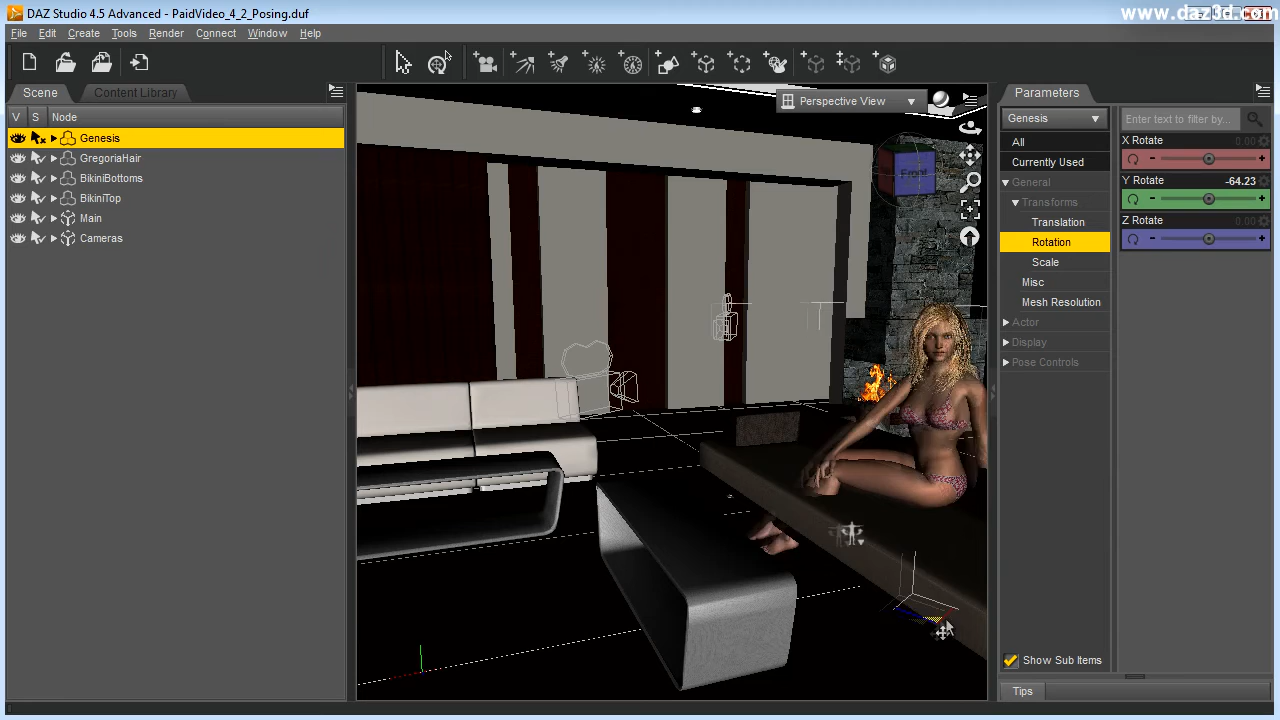 DAZ Studio 4.5 Advanced - PaidVideo_4_2_Posing.duf
www.daz3d.com
File Edit Create Tools Render Connect Window Help
Scene Content Library
Perspective View
Parameters
V S Node
Genesis
Enter text to filter by...
Genesis
X Rotate 0.00
All
GregoriaHair
Currently Used
BikiniBottoms
Front
General
Y Rotate -64.23
BikiniTop
Transforms
Main
Translation
Z Rotate 0.00
Cameras
Rotation
Scale
Misc
Mesh Resolution
Actor
Display
Pose Controls
Show Sub Items
Tips